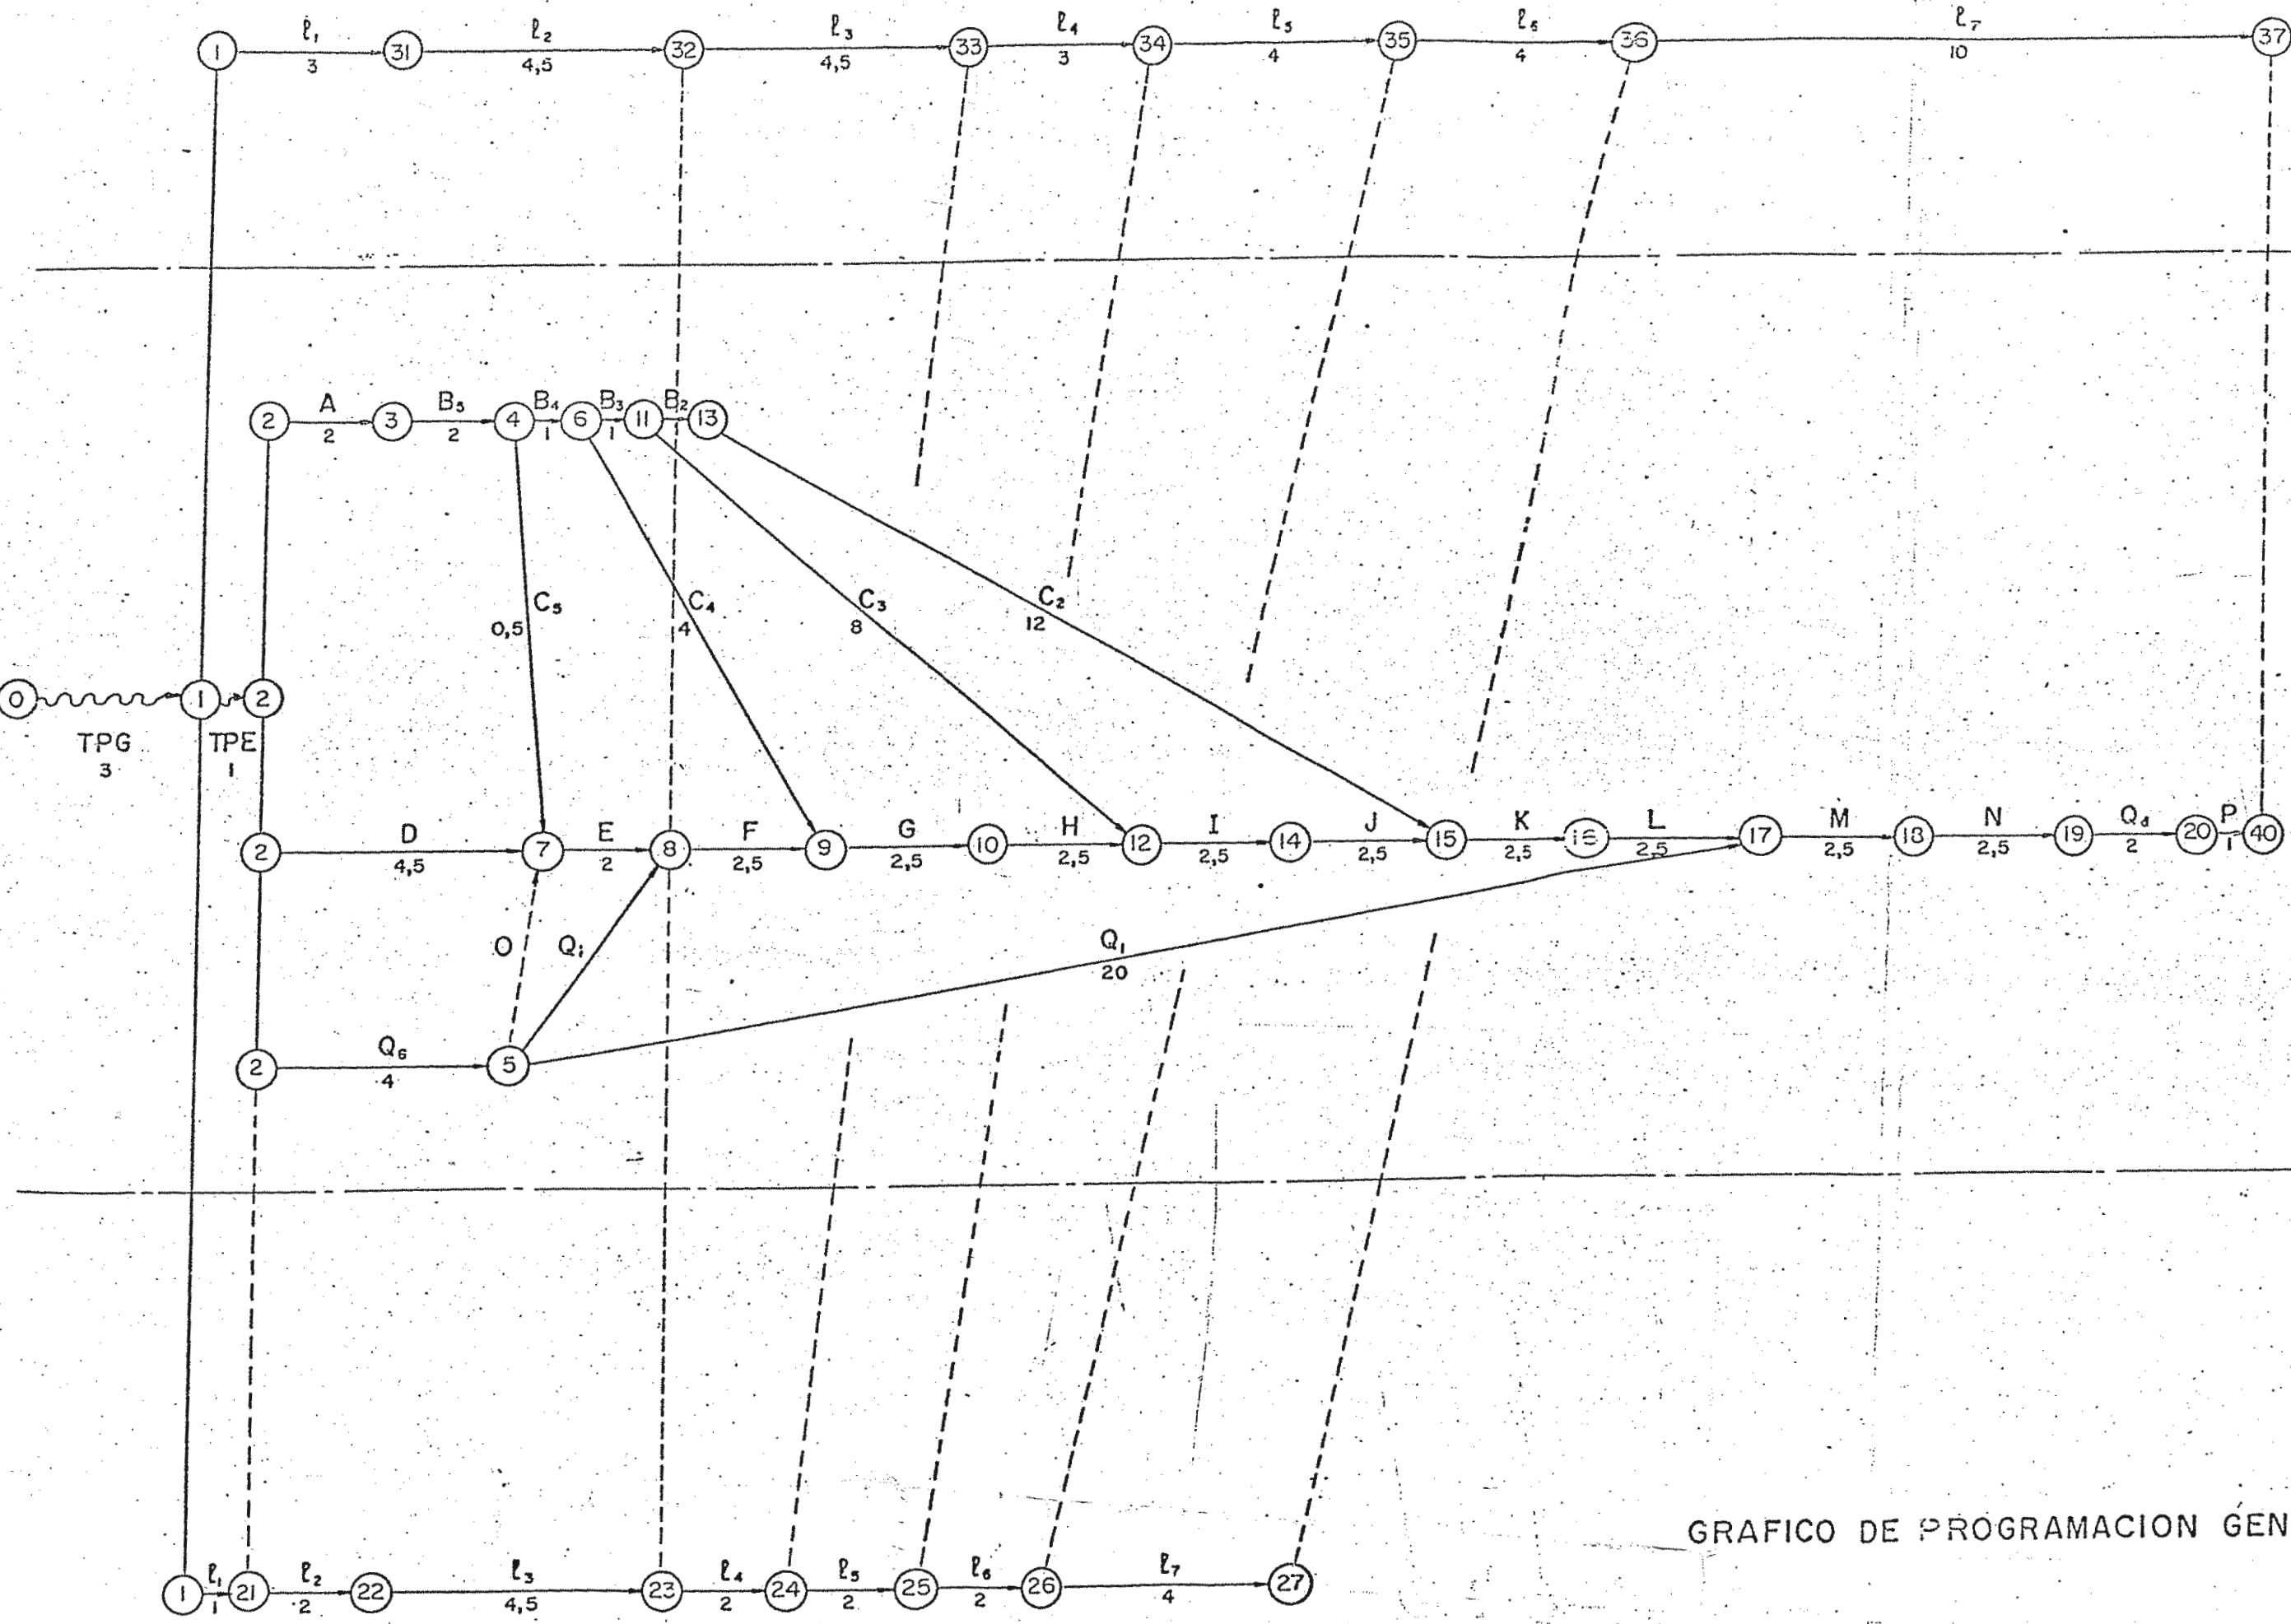 1 ℓ₁ 3 31 ℓ₂ 4,5 32 ℓ₃ 4,5 33 ℓ₄ 3 34 ℓ₅ 4 35 ℓ₆ 4 36 ℓ₇ 10 37
2 A 2 3 B₅ 2 4 B₄ 1 6 B₃ 1 11 B₂ 13
C₅ 0,5
C₄ 4
C₃ 8
C₂ 12
0 1 2
TPG 3
TPE 1
2 D 4,5 7 E 2 8 F 2,5 9 G 2,5 10 H 2,5 12 I 2,5 14 J 2,5 15 K 2,5 16 L 2,5 17 M 2,5 18 N 2,5 19 Qd 2 20 P 1 40
O
Qi
Q₁ 20
2 Q₆ 4 5
GRAFICO DE PROGRAMACION GEN
1 ℓ₁ 1 21 ℓ₂ 2 22 ℓ₃ 4,5 23 ℓ₄ 2 24 ℓ₅ 2 25 ℓ₆ 2 26 ℓ₇ 4 27